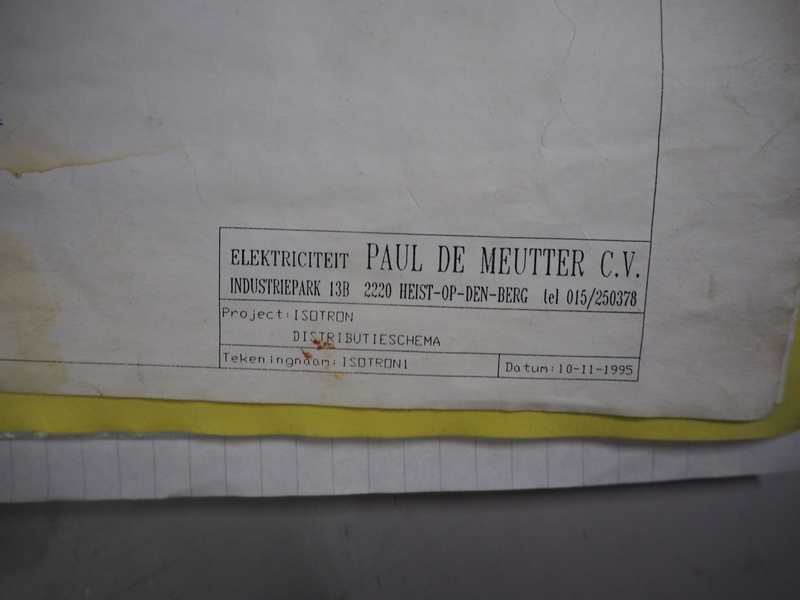 ELEKTRICITEIT PAUL DE MEUTTER C.V.
INDUSTRIEPARK 13B 2220 HEIST-OP-DEN-BERG tel 015/250378
Project:ISOTRON
DISTRIBUTIESCHEMA
Tekeningnaam:ISOTRON1 Datum:10-11-1995